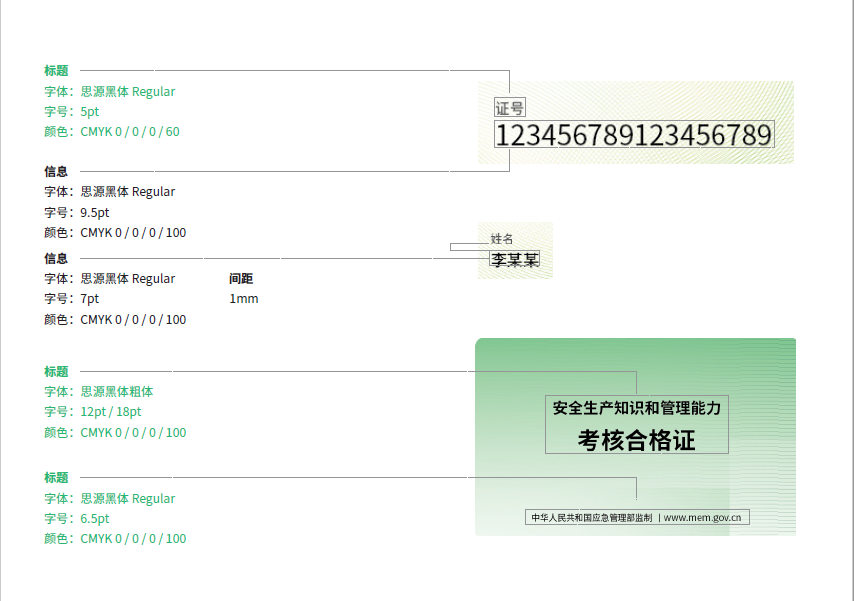 标题
字体：思源黑体 Regular
字号：5pt
颜色：CMYK 0 / 0 / 0 / 60
证号
123456789123456789
信息
字体：思源黑体 Regular
字号：9.5pt
颜色：CMYK 0 / 0 / 0 / 100
姓名
李某某
信息
字体：思源黑体 Regular
字号：7pt
颜色：CMYK 0 / 0 / 0 / 100
间距
1mm
标题
字体：思源黑体粗体
字号：12pt / 18pt
颜色：CMYK 0 / 0 / 0 / 100
安全生产知识和管理能力
考核合格证
标题
字体：思源黑体 Regular
字号：6.5pt
颜色：CMYK 0 / 0 / 0 / 100
中华人民共和国应急管理部监制 | www.mem.gov.cn